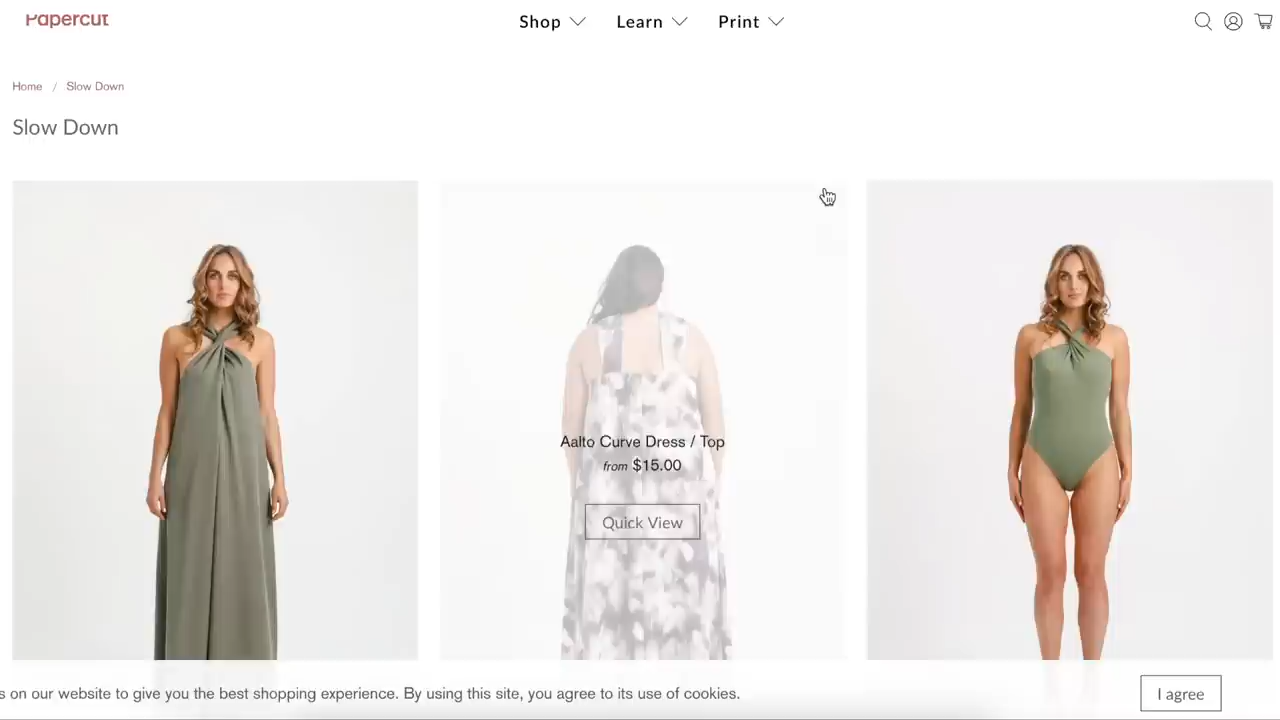 Papercut
Shop Learn Print
Home / Slow Down
Slow Down
Aalto Curve Dress / Top
from $15.00
Quick View
s on our website to give you the best shopping experience. By using this site, you agree to its use of cookies.
I agree